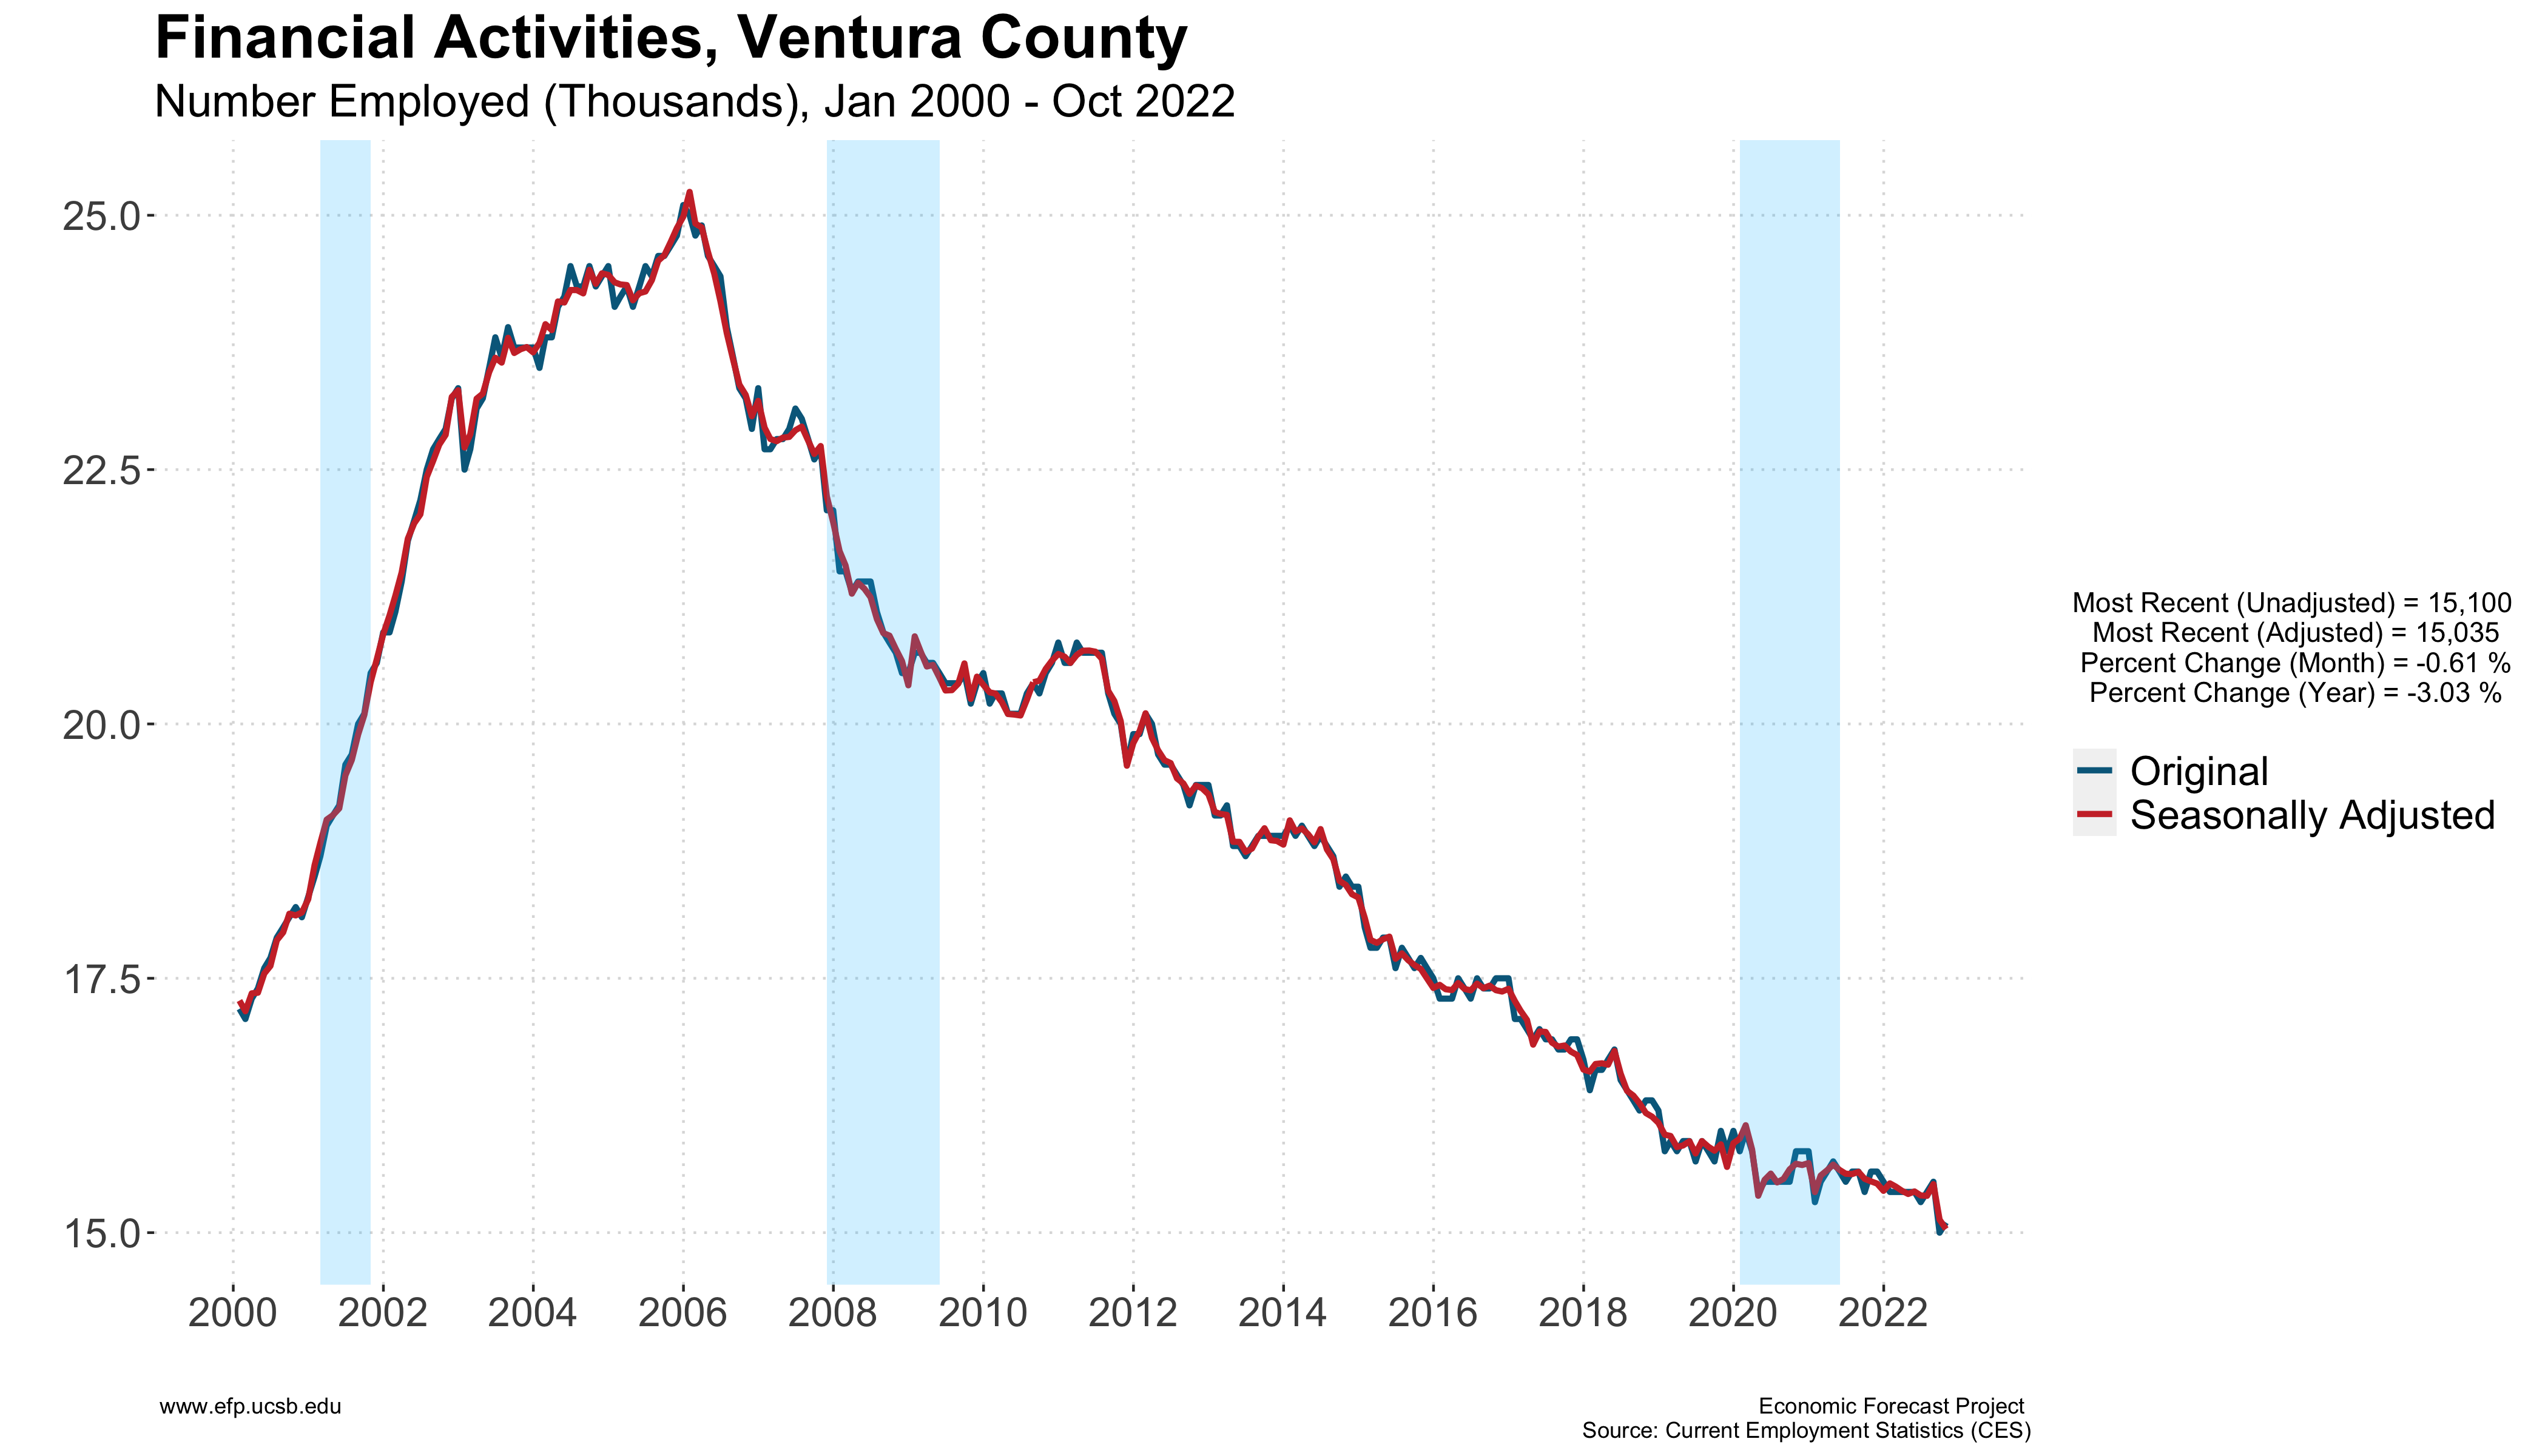 Financial Activities, Ventura County
Number Employed (Thousands), Jan 2000 - Oct 2022
25.0
22.5
20.0
17.5
15.0
2000 2002 2004 2006 2008 2010 2012 2014 2016 2018 2020 2022
Most Recent (Unadjusted) = 15,100
Most Recent (Adjusted) = 15,035
Percent Change (Month) = -0.61 %
Percent Change (Year) = -3.03 %
Original
Seasonally Adjusted
www.efp.ucsb.edu
Economic Forecast Project
Source: Current Employment Statistics (CES)